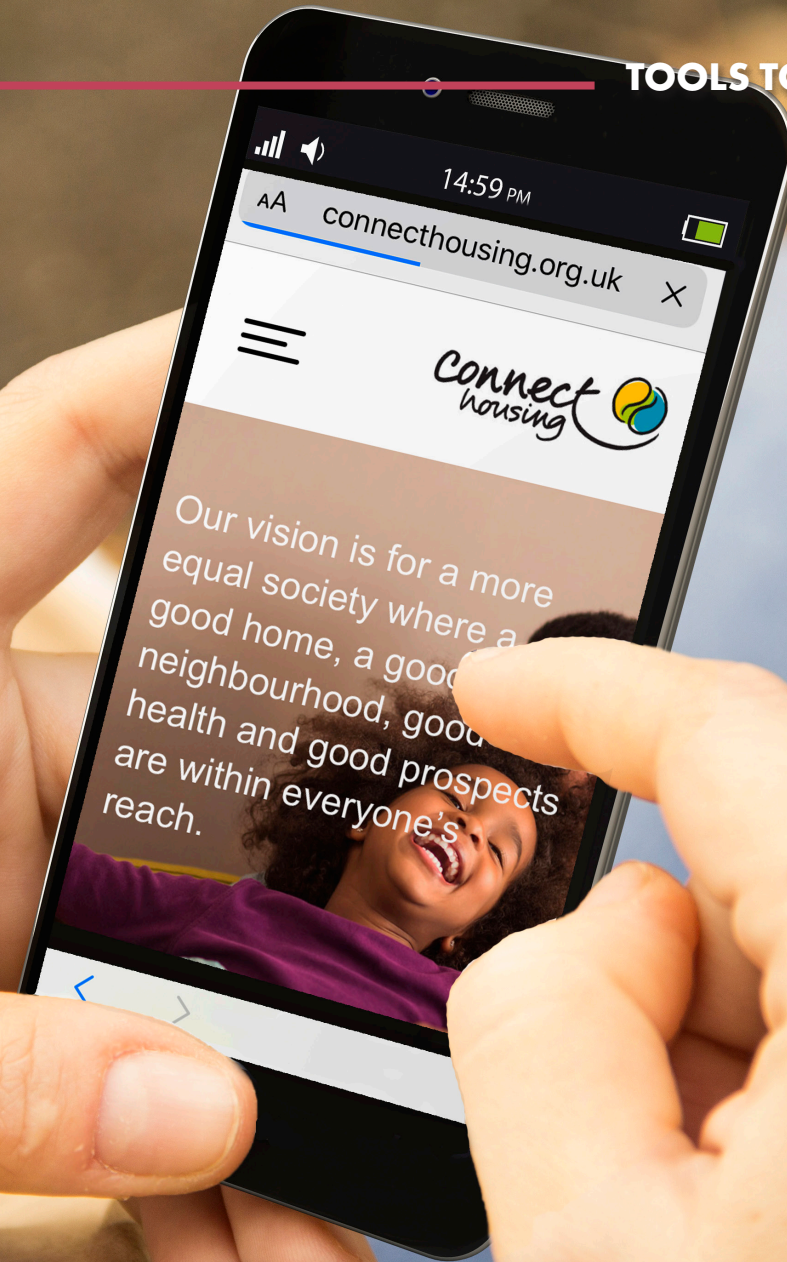 TOOLS TO
14:59 PM
AA connecthousing.org.uk
connect
housing
Our vision is for a more
equal society where a
good home, a good
neighbourhood, good
health and good prospects
are within everyone's
reach.